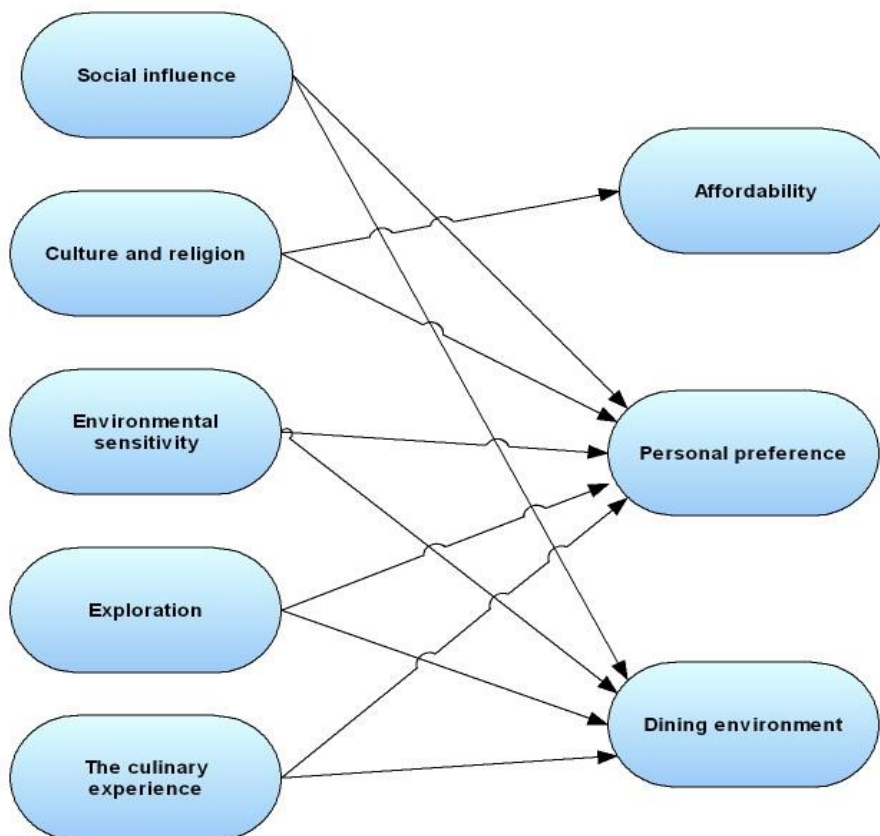 Social influence
Affordability
Culture and religion
Environmental
sensitivity
Personal preference
Exploration
Dining environment
The culinary
experience